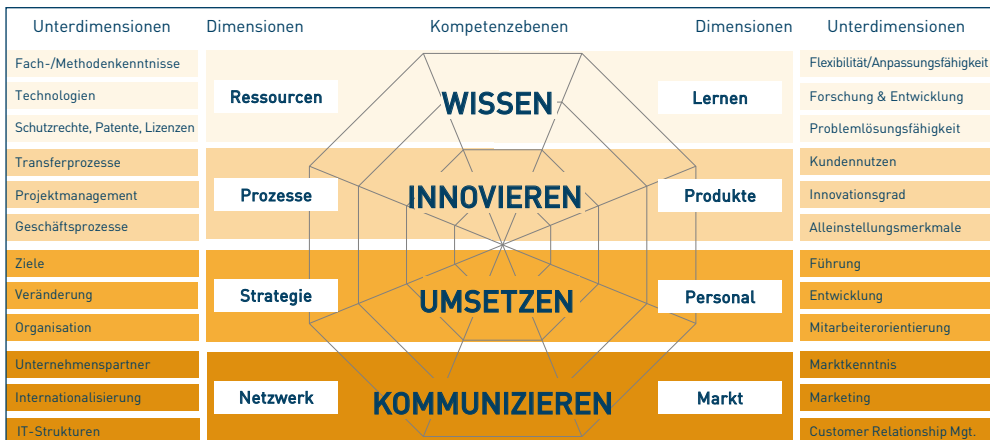 Unterdimensionen Dimensionen Kompetenzebenen Dimensionen Unterdimensionen
Fach-/Methodenkenntnisse
Technologien
Schutzrechte, Patente, Lizenzen
Ressourcen
WISSEN
Lernen
Flexibilität/Anpassungsfähigkeit
Forschung & Entwicklung
Problemlösungsfähigkeit
Transferprozesse
Projektmanagement
Geschäftsprozesse
Prozesse
INNOVIEREN
Produkte
Kundennutzen
Innovationsgrad
Alleinstellungsmerkmale
Ziele
Veränderung
Organisation
Strategie
UMSETZEN
Personal
Führung
Entwicklung
Mitarbeiterorientierung
Unternehmenspartner
Internationalisierung
IT-Strukturen
Netzwerk
KOMMUNIZIEREN
Markt
Marktkenntnis
Marketing
Customer Relationship Mgt.